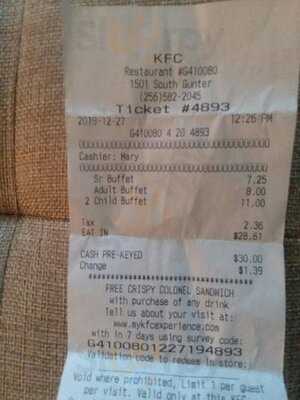 KFC
Restaurant #G410080
1501 South Gunter
(256)582-2045
Ticket #4893
2019-12-27 12:26 PM
G410080 4 20 4893
Cashier: Mary
Sr Buffet 7.25
Adult Buffet 8.00
2 Child Buffet 11.00
Tax 2.36
EAT IN $28.61
CASH PRE-KEYED $30.00
Change $1.39
FREE CRISPY COLONEL SANDWICH
with purchase of any drink
Tell us about your visit at:
www.mykfcexperience.com
with in 7 days using survey code:
G41008001227194893
Validation code to redeem in store:
Void where prohibited, Limit 1 per guest
per visit. Valid only at this KFC